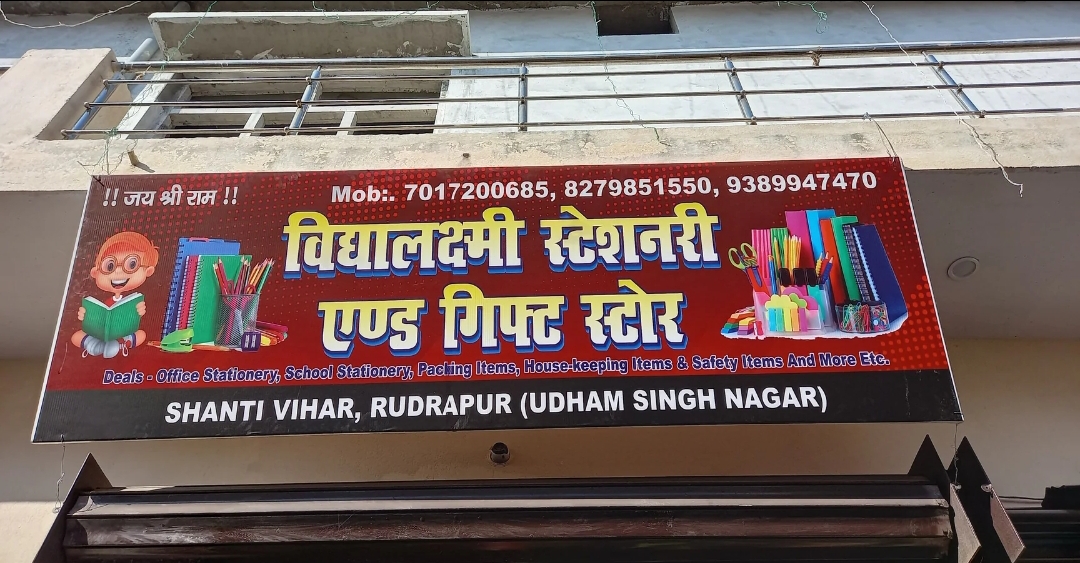 !! जय श्री राम !!
Mob:. 7017200685, 8279851550, 9389947470
विद्यालक्ष्मी स्टेशनरी
एण्ड गिफ्ट स्टोर
Deals - Office Stationery, School Stationery, Packing Items, House-keeping Items & Safety Items And More Etc.
SHANTI VIHAR, RUDRAPUR (UDHAM SINGH NAGAR)